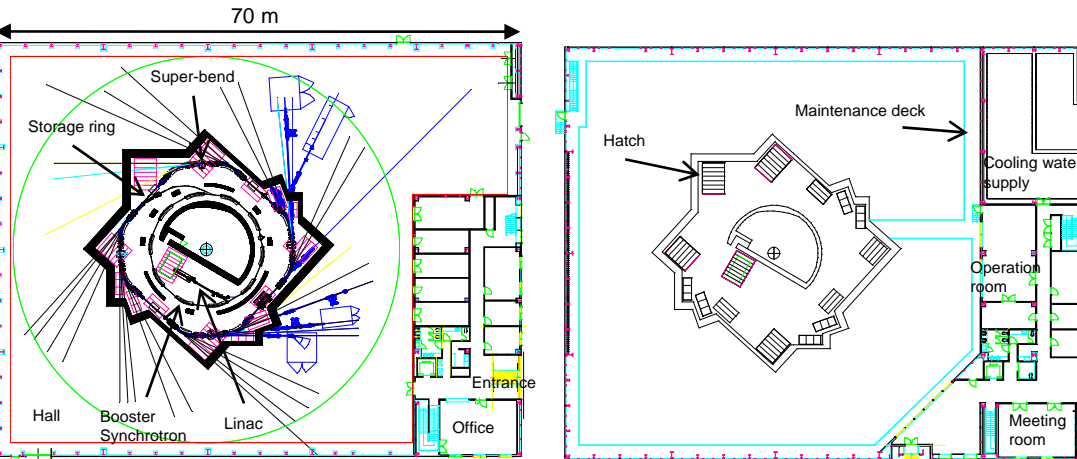 70 m
Super-bend
Storage ring
Hall
Booster
Synchrotron
Linac
Entrance
Office
Maintenance deck
Hatch
Cooling wate
supply
Operation
room
Meeting
room